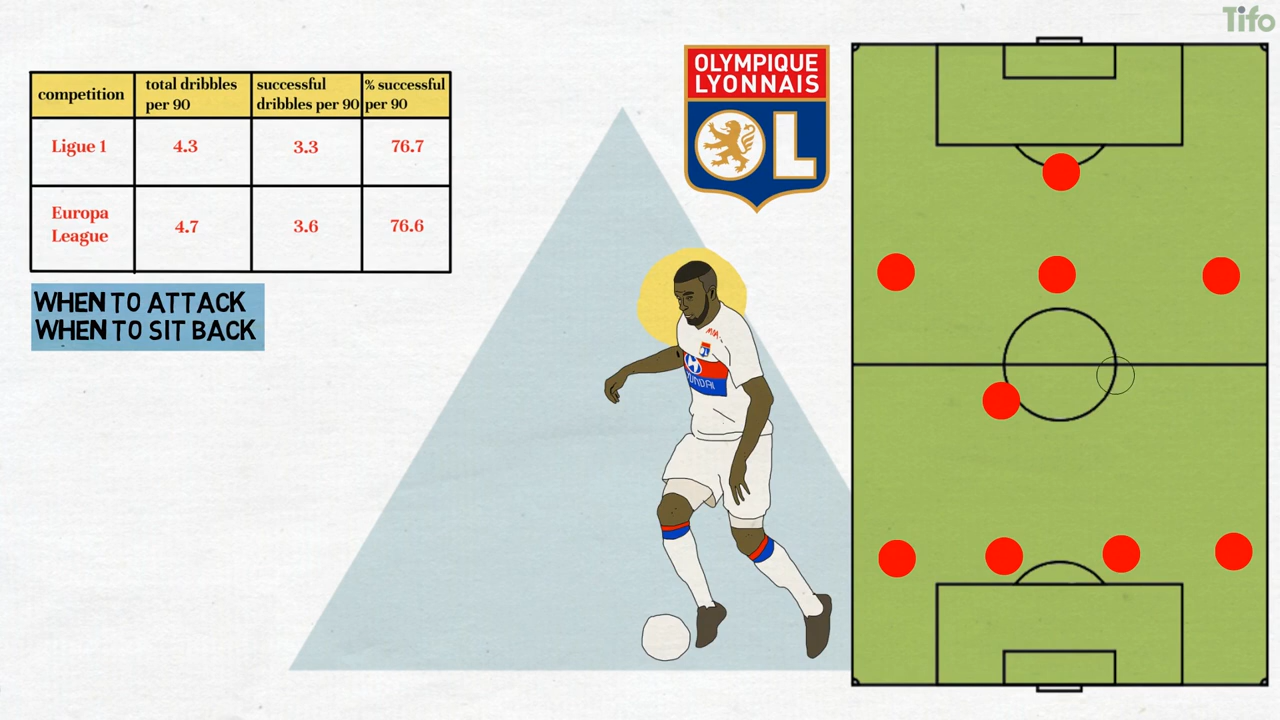 Tifo
OLYMPIQUE
LYONNAIS
OL
competition
total dribbles
per 90
successful
dribbles per 90
% successful
per 90
Ligue 1
4.3
3.3
76.7
Europa
League
4.7
3.6
76.6
WHEN TO ATTACK
WHEN TO SIT BACK